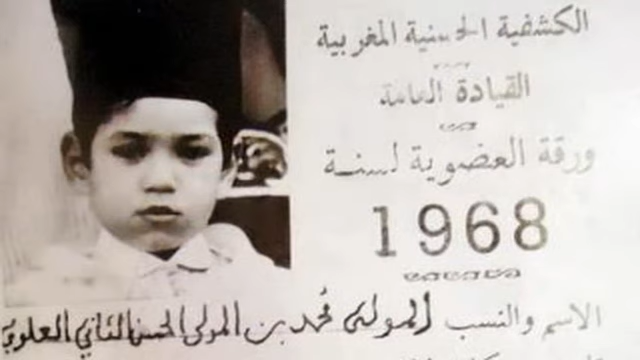 الكشفية الحسنية المغربية
القيادة العامة
ورقة العضوية لسنة
1968
الاسم والنسب المولى محمد بن المولى الحسن الثاني العلوي